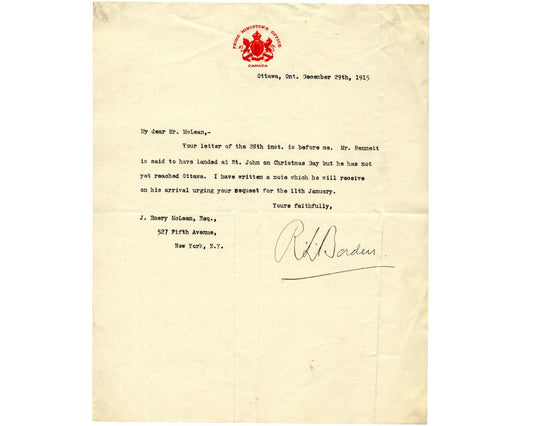 PRIME MINISTER'S OFFICE
CANADA
Ottawa, Ont. December 29th, 1915
My dear Mr. McLean,-
Your letter of the 28th inst. is before me. Mr. Bennett
is said to have landed at St. John on Christmas Day but he has not
yet reached Ottawa. I have written a note which he will receive
on his arrival urging your request for the 11th January.
Yours faithfully,
J. Emery McLean, Esq.,
527 Fifth Avenue,
New York, N.Y.
R.L. Borden.